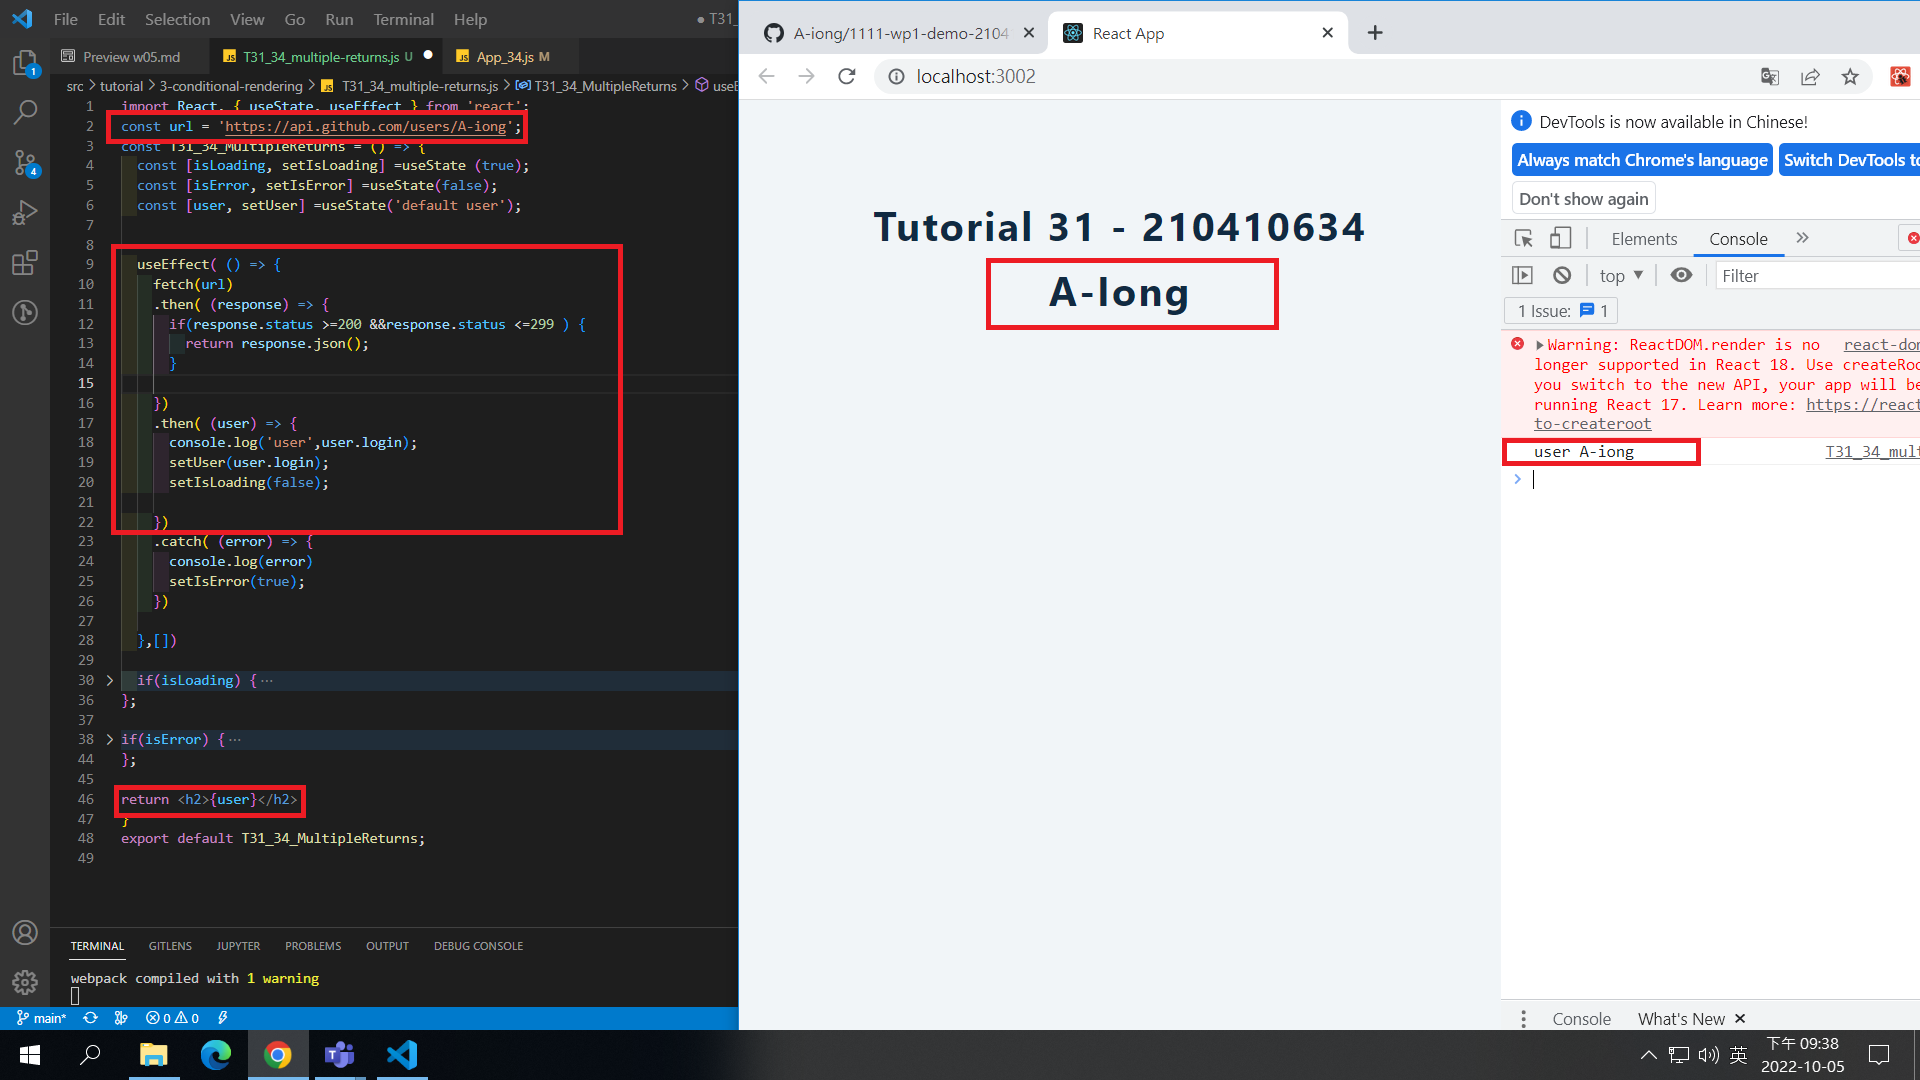 File Edit Selection View Go Run Terminal Help ● T31_
Preview w05.md T31_34_multiple-returns.js U App_34.js M
src > tutorial > 3-conditional-rendering > T31_34_multiple-returns.js > T31_34_MultipleReturns > useE
1 import React, { useState, useEffect } from 'react';
2 const url = 'https://api.github.com/users/A-iong';
3 const T31_34_MultipleReturns = () => {
4 const [isLoading, setIsLoading] =useState (true);
5 const [isError, setIsError] =useState(false);
6 const [user, setUser] =useState('default user');
7
8
9 useEffect( () => {
10 fetch(url)
11 .then( (response) => {
12 if(response.status >=200 &&response.status <=299 ) {
13 return response.json();
14 }
15
16 })
17 .then( (user) => {
18 console.log('user',user.login);
19 setUser(user.login);
20 setIsLoading(false);
21
22 })
23 .catch( (error) => {
24 console.log(error)
25 setIsError(true);
26 })
27
28 },[])
29
30 if(isLoading) { ···
36 };
37
38 if(isError) { ···
44 };
45
46 return <h2>{user}</h2>
47 }
48 export default T31_34_MultipleReturns;
49
TERMINAL GITLENS JUPYTER PROBLEMS OUTPUT DEBUG CONSOLE
webpack compiled with 1 warning
main* 0 0
1
4
A-iong/1111-wp1-demo-2104
React App
localhost:3002
Tutorial 31 - 210410634
A-Iong
DevTools is now available in Chinese!
Always match Chrome's language Switch DevTools to
Don't show again
Elements Console
top ▼ Filter
1 Issue: 1
Warning: ReactDOM.render is no react-dom
longer supported in React 18. Use createRoo
you switch to the new API, your app will be
running React 17. Learn more: https://react
to-createroot
user A-iong T31_34_mult
Console What's New
英
下午 09:38
2022-10-05